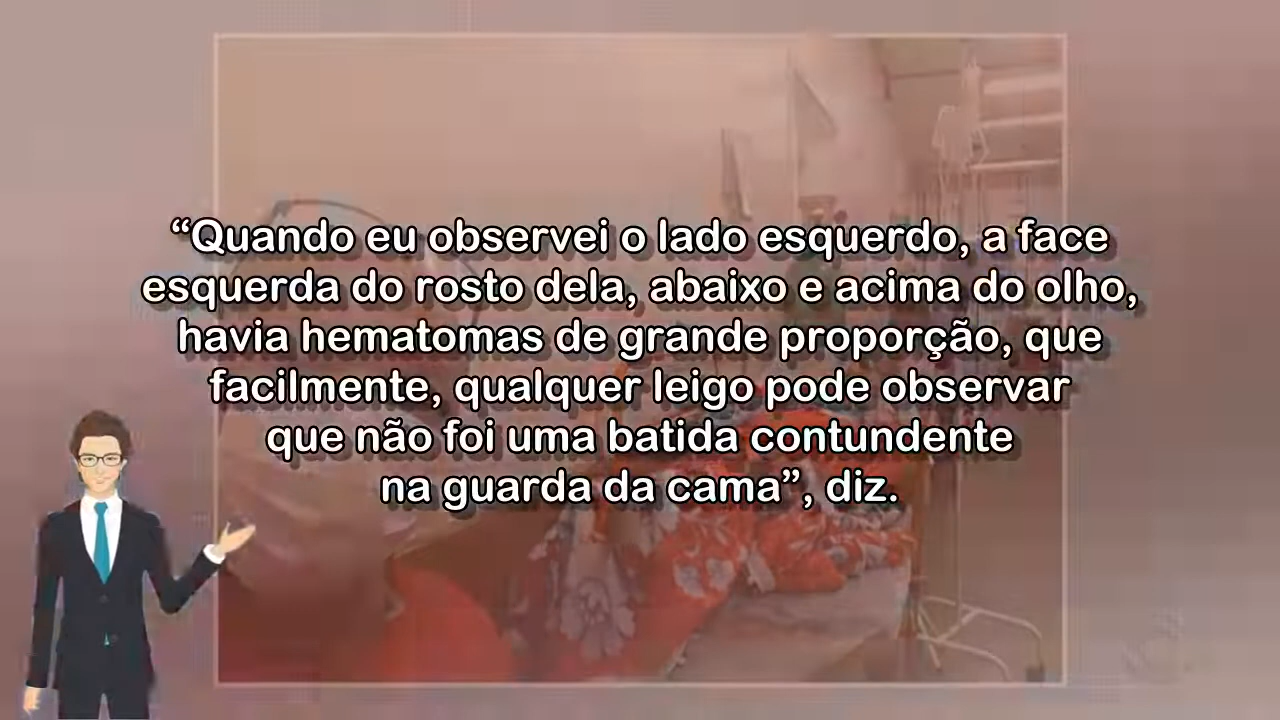 “Quando eu observei o lado esquerdo, a face
esquerda do rosto dela, abaixo e acima do olho,
havia hematomas de grande proporção, que
facilmente, qualquer leigo pode observar
que não foi uma batida contundente
na guarda da cama”, diz.